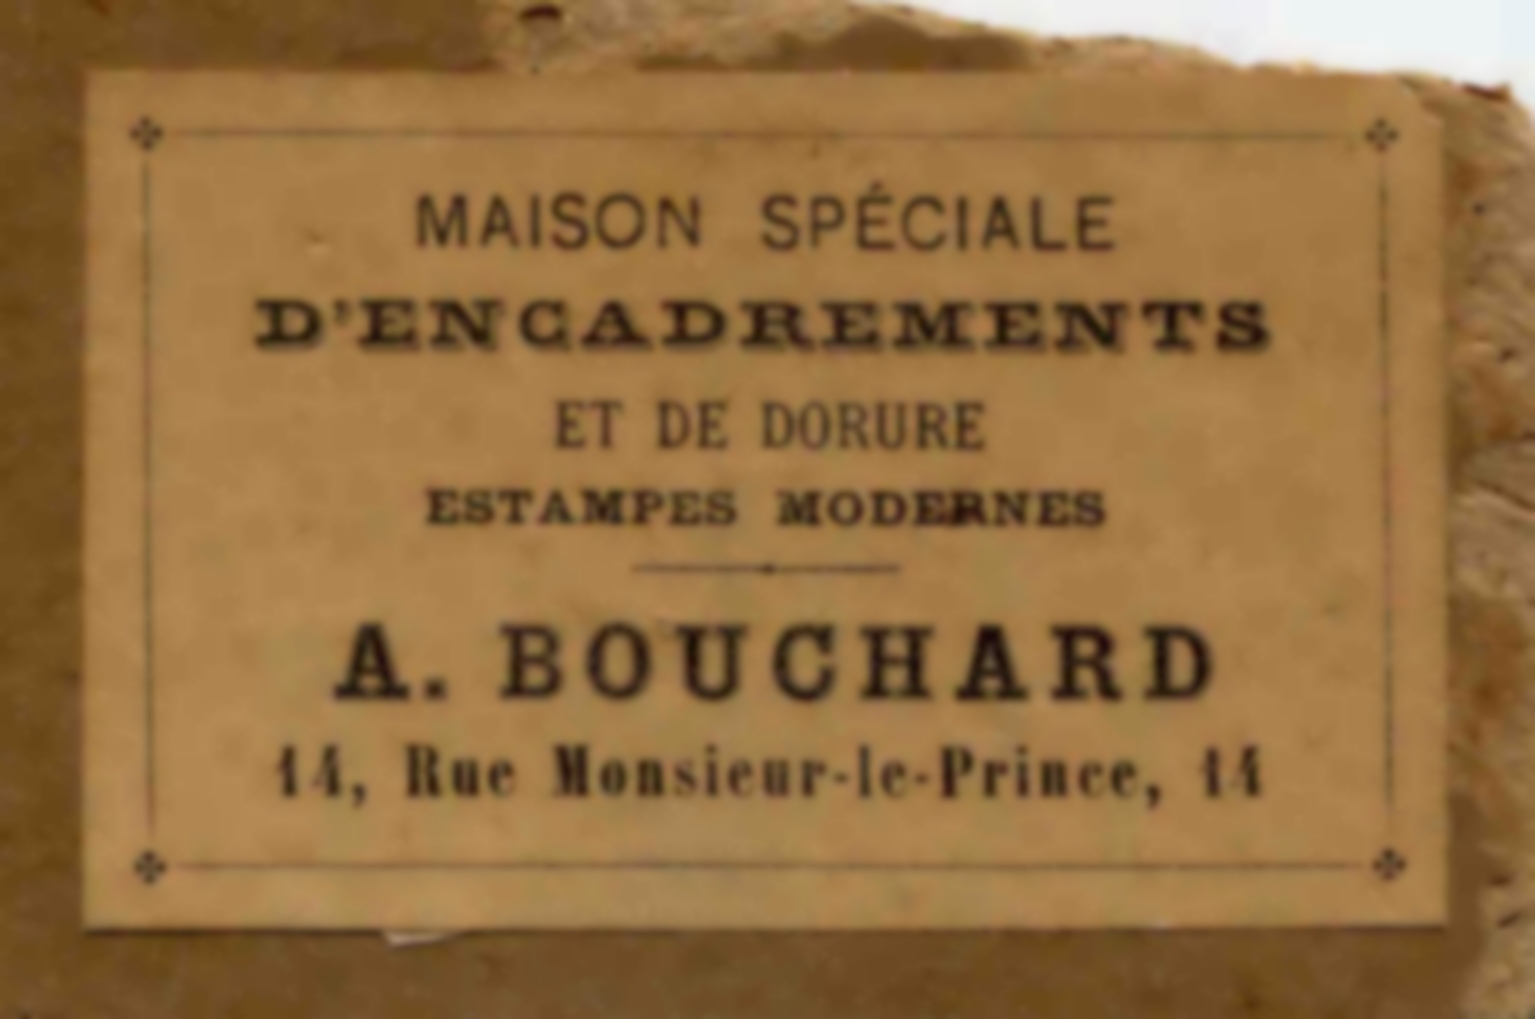 MAISON SPÉCIALE
D'ENCADREMENTS
ET DE DORURE
ESTAMPES MODERNES
A. BOUCHARD
14, Rue Monsieur-le-Prince, 14